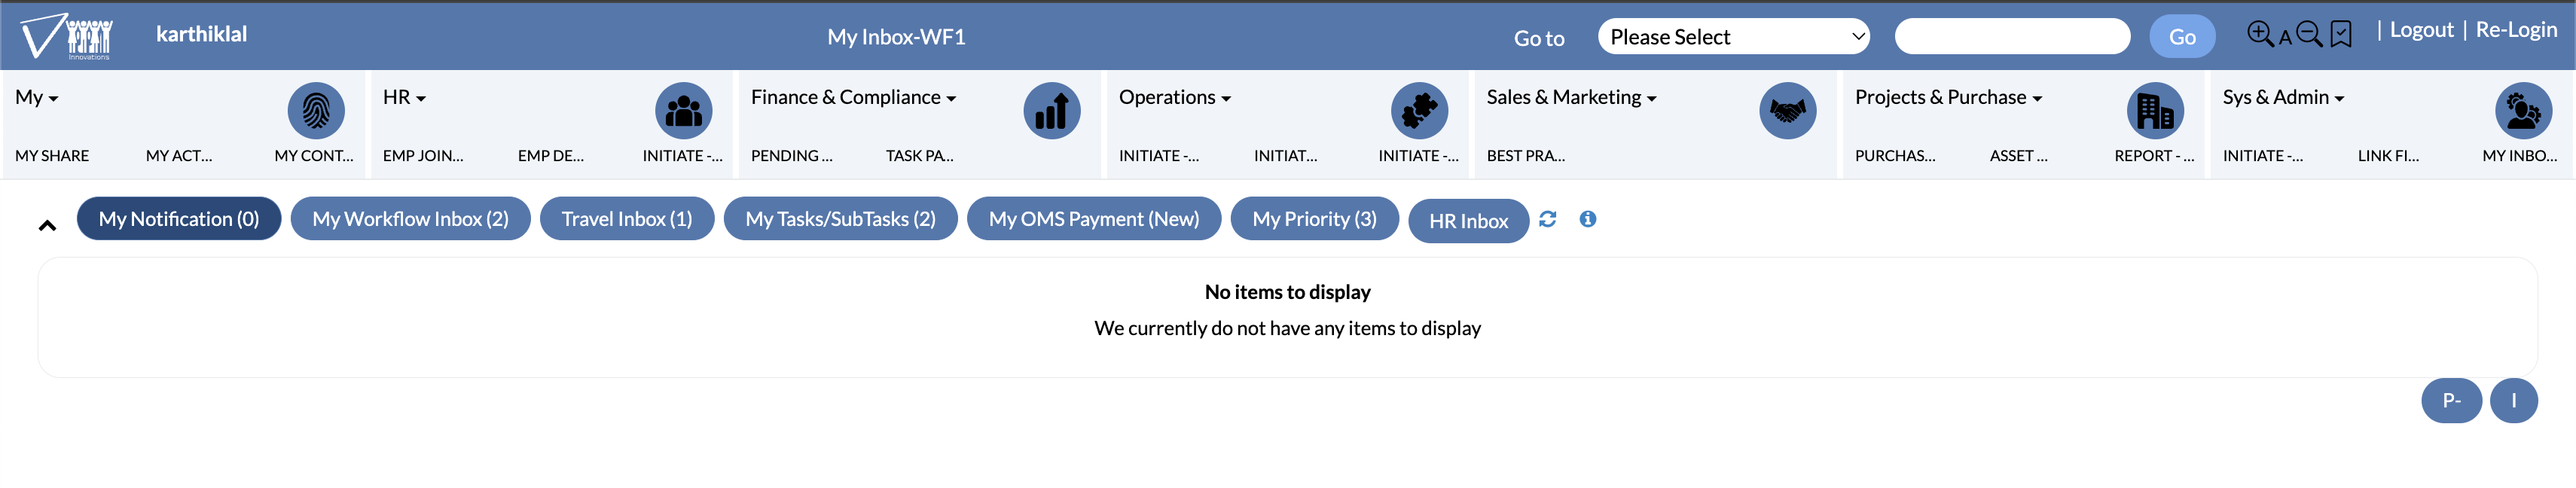 innovations
karthiklal
My Inbox-WF1
Go to
Please Select
Go
A
| Logout | Re-Login
My
HR
Finance & Compliance
Operations
Sales & Marketing
Projects & Purchase
Sys & Admin
MY SHARE MY ACT... MY CONT...
EMP JOIN... EMP DE... INITIATE -...
PENDING ... TASK PA...
INITIATE -... INITIAT... INITIATE -...
BEST PRA...
PURCHAS... ASSET ... REPORT - ...
INITIATE -... LINK FI... MY INBO...
My Notification (0)
My Workflow Inbox (2)
Travel Inbox (1)
My Tasks/SubTasks (2)
My OMS Payment (New)
My Priority (3)
HR Inbox
No items to display
We currently do not have any items to display
P-
I